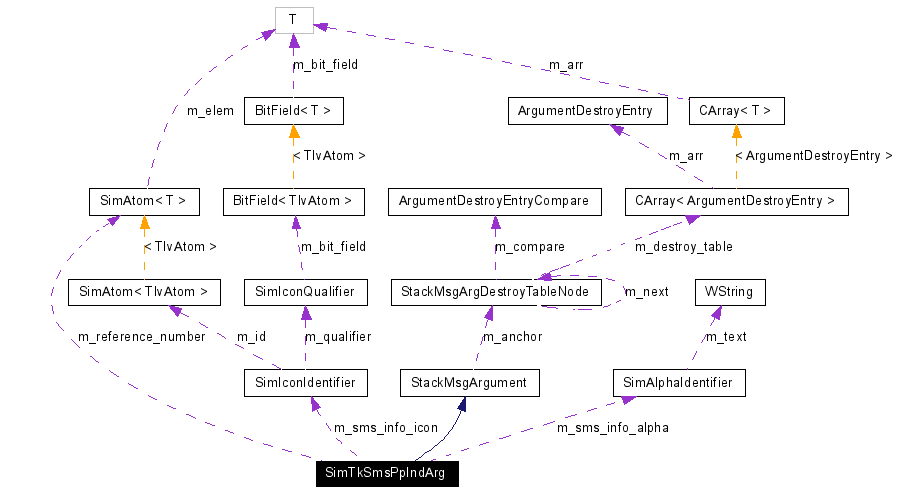 T
m_bit_field
m_arr
m_elem
BitField< T >
ArgumentDestroyEntry
CArray< T >
< TlvAtom >
m_arr
< ArgumentDestroyEntry >
SimAtom< T >
BitField< TlvAtom >
ArgumentDestroyEntryCompare
CArray< ArgumentDestroyEntry >
< TlvAtom >
m_bit_field
m_compare
m_destroy_table
SimAtom< TlvAtom >
SimIconQualifier
StackMsgArgDestroyTableNode
m_next
WString
m_reference_number
m_id
m_qualifier
m_anchor
m_text
SimIconIdentifier
StackMsgArgument
SimAlphaIdentifier
m_sms_info_icon
m_sms_info_alpha
SimTkSmsPpIndArg